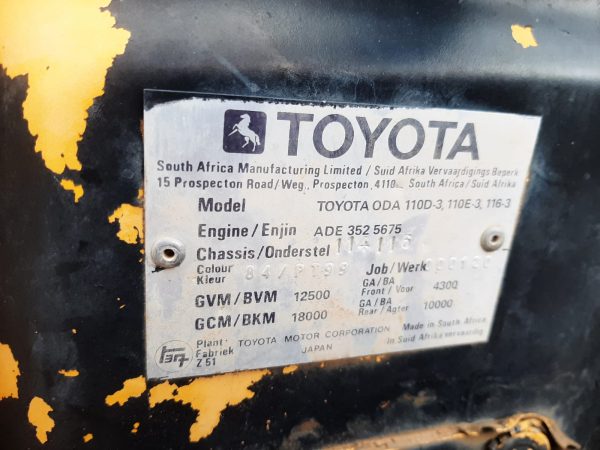 TOYOTA
South Africa Manufacturing Limited / Suid Afrika Vervaardigings Beperk
15 Prospecton Road/Weg., Prospecton, 4110. South Africa/Suid Afrika
Model TOYOTA ODA 110D-3, 110E-3, 116-3
Engine/Enjin ADE 352 5675
Chassis/Onderstel
Colour
Kleur 84/PT99 Job/Werk
GVM/BVM 12500 GA/BA
Front/Voor 4300
GCM/BKM 18000 GA/BA
Rear/Agter 10000
Plant
Fabriek
Z 51
TOYOTA MOTOR CORPORATION
JAPAN
Made in South Africa
in Suid Afrika vervaardig